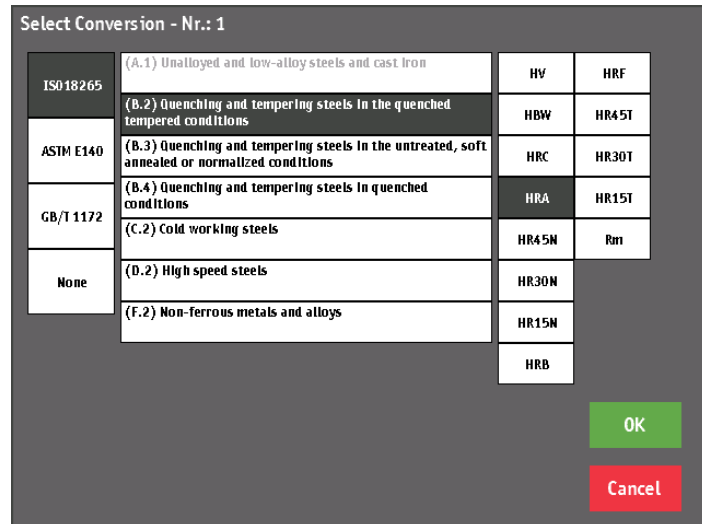 Select Conversion - Nr.: 1
ISO18265
ASTM E140
GB/T 1172
None
(A.1) Unalloyed and low-alloy steels and cast iron
(B.2) Quenching and tempering steels in the quenched
tempered conditions
(B.3) Quenching and tempering steels in the untreated, soft
annealed or normalized conditions
(B.4) Quenching and tempering steels in quenched
conditions
(C.2) Cold working steels
(D.2) High speed steels
(F.2) Non-ferrous metals and alloys
HV
HBW
HRC
HRA
HR45N
HR30N
HR15N
HRB
HRF
HR45T
HR30T
HR15T
Rm
OK
Cancel